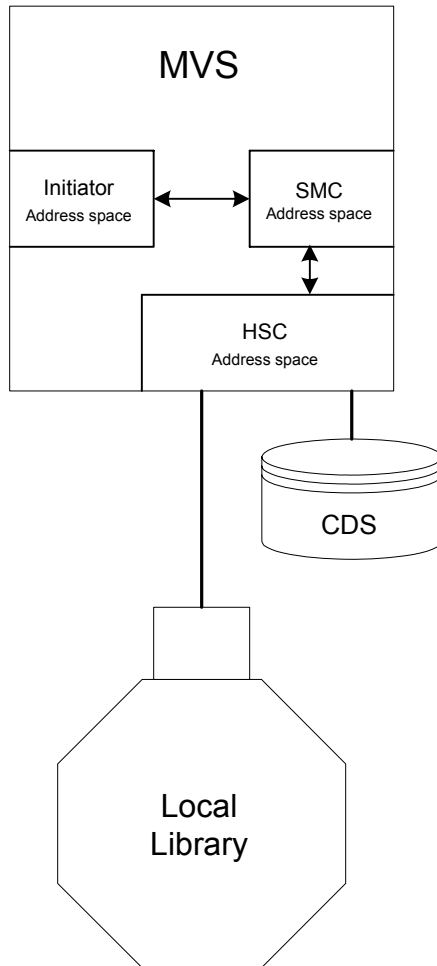 MVS
Initiator
Address space
SMC
Address space
HSC
Address space
CDS
Local
Library